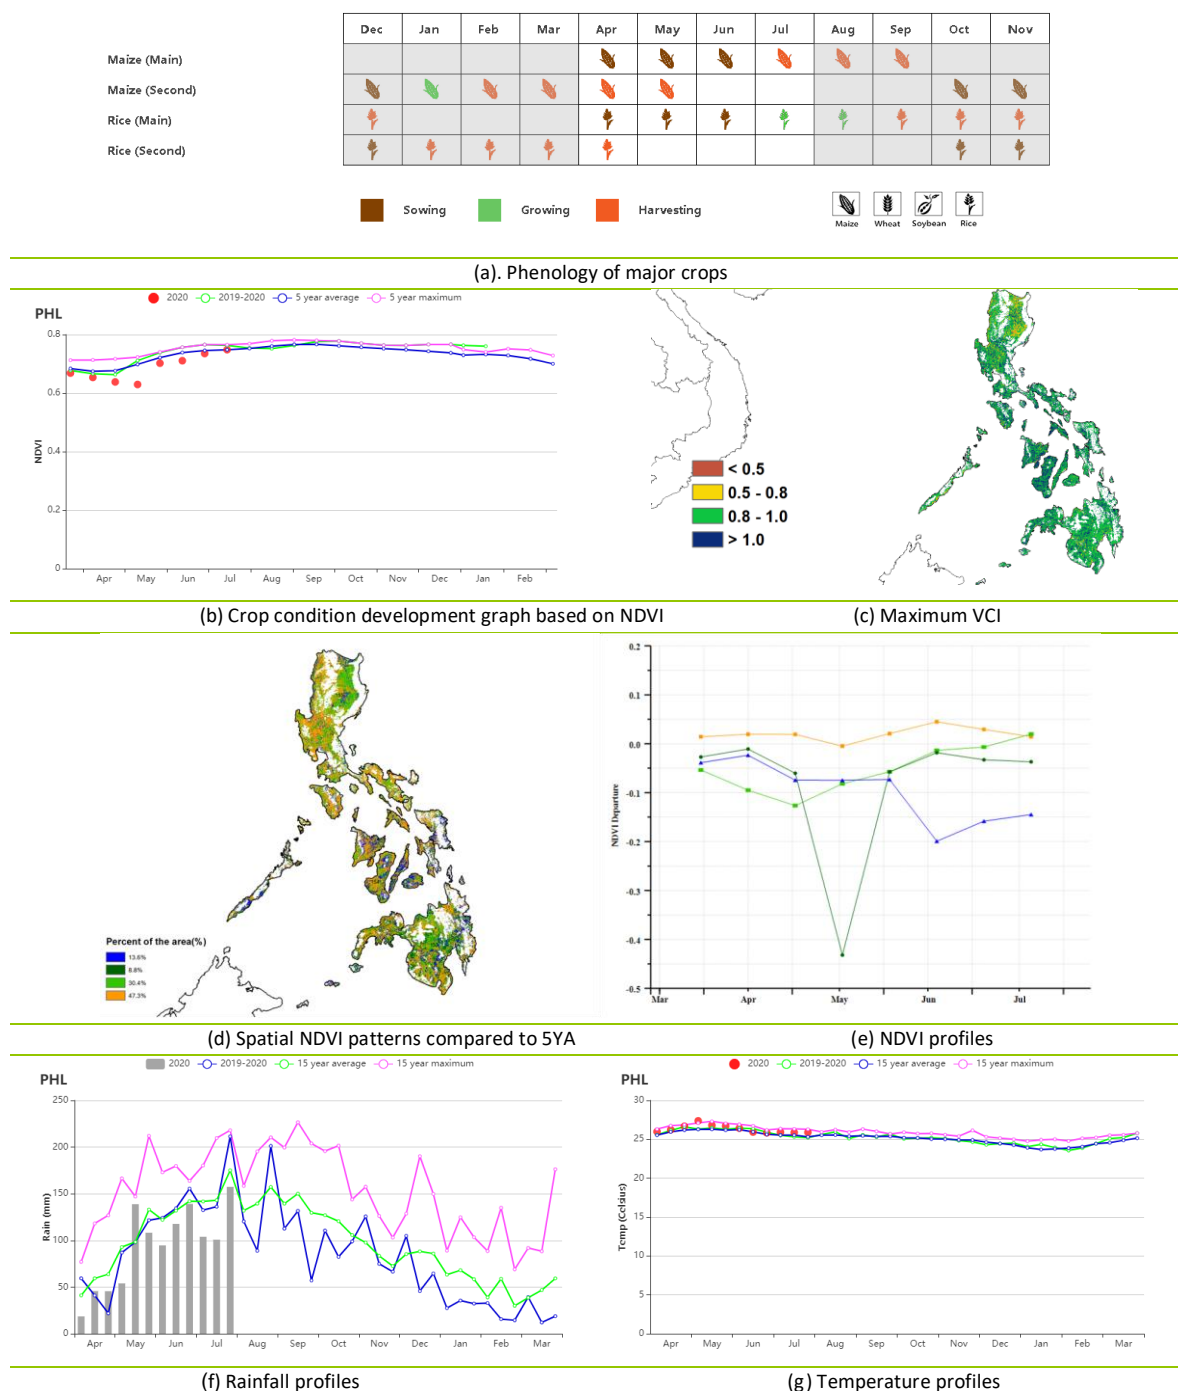 Dec Jan Feb Mar Apr May Jun Jul Aug Sep Oct Nov
Maize (Main)
Maize (Second)
Rice (Main)
Rice (Second)
Sowing Growing Harvesting
Maize Wheat Soybean Rice
(a). Phenology of major crops
2020 2019-2020 5 year average 5 year maximum
PHL
0.8
0.6
0.4
0.2
0
NDVI
Apr May Jun Jul Aug Sep Oct Nov Dec Jan Feb
< 0.5
0.5 - 0.8
0.8 - 1.0
> 1.0
(b) Crop condition development graph based on NDVI
(c) Maximum VCI
Percent of the area(%)
13.6%
8.8%
30.4%
47.3%
0.2
0.1
0.0
-0.1
-0.2
-0.3
-0.4
-0.5
NDVI Departure
Mar Apr May Jun Jul
(d) Spatial NDVI patterns compared to 5YA
(e) NDVI profiles
2020 2019-2020 15 year average 15 year maximum
PHL
250
200
150
100
50
0
Rain (mm)
Apr May Jun Jul Aug Sep Oct Nov Dec Jan Feb Mar
2020 2019-2020 15 year average 15 year maximum
PHL
30
25
20
15
10
5
0
Temp (Celsius)
Apr May Jun Jul Aug Sep Oct Nov Dec Jan Feb Mar
(f) Rainfall profiles
(g) Temperature profiles